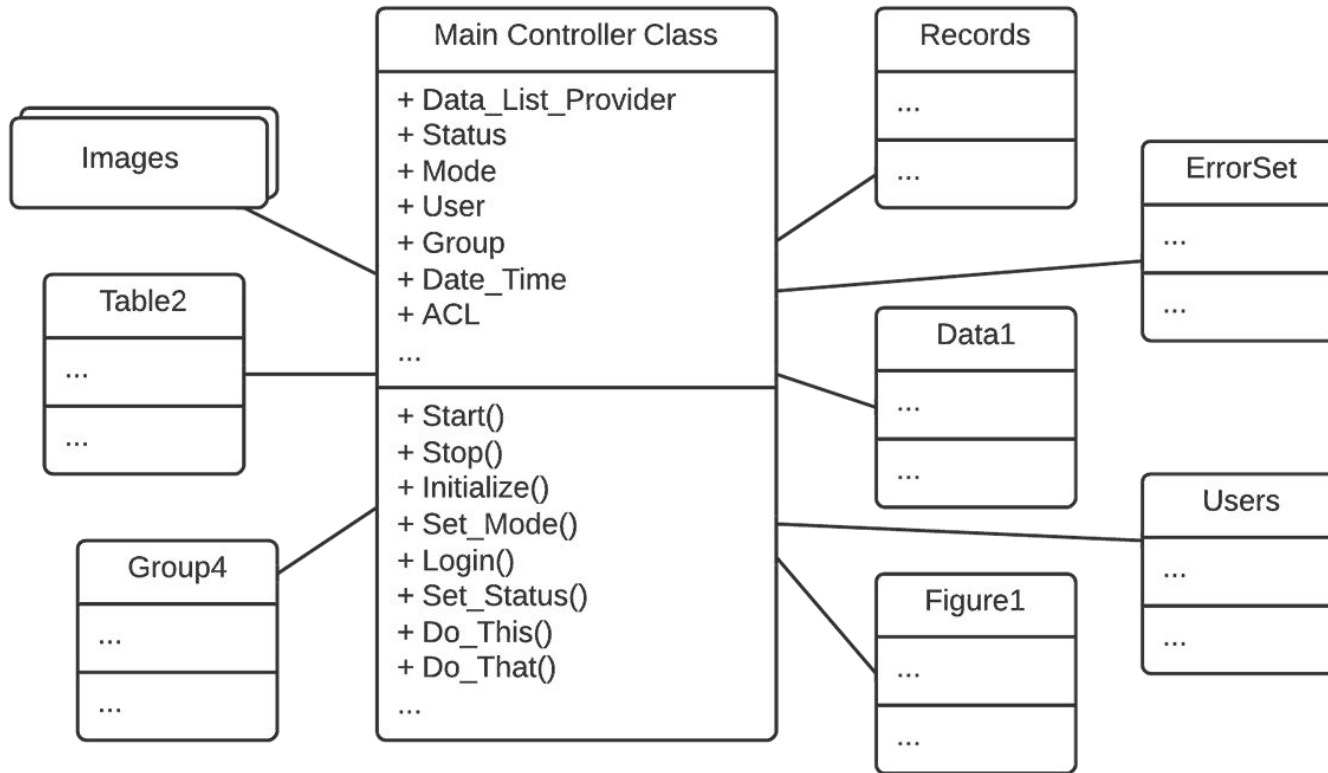 Main Controller Class
+ Data_List_Provider
+ Status
+ Mode
+ User
+ Group
+ Date_Time
+ ACL
...
+ Start()
+ Stop()
+ Initialize()
+ Set_Mode()
+ Login()
+ Set_Status()
+ Do_This()
+ Do_That()
...
Images
Table2
...
...
Group4
...
...
Records
...
...
ErrorSet
...
...
Data1
...
...
Users
...
...
Figure1
...
...